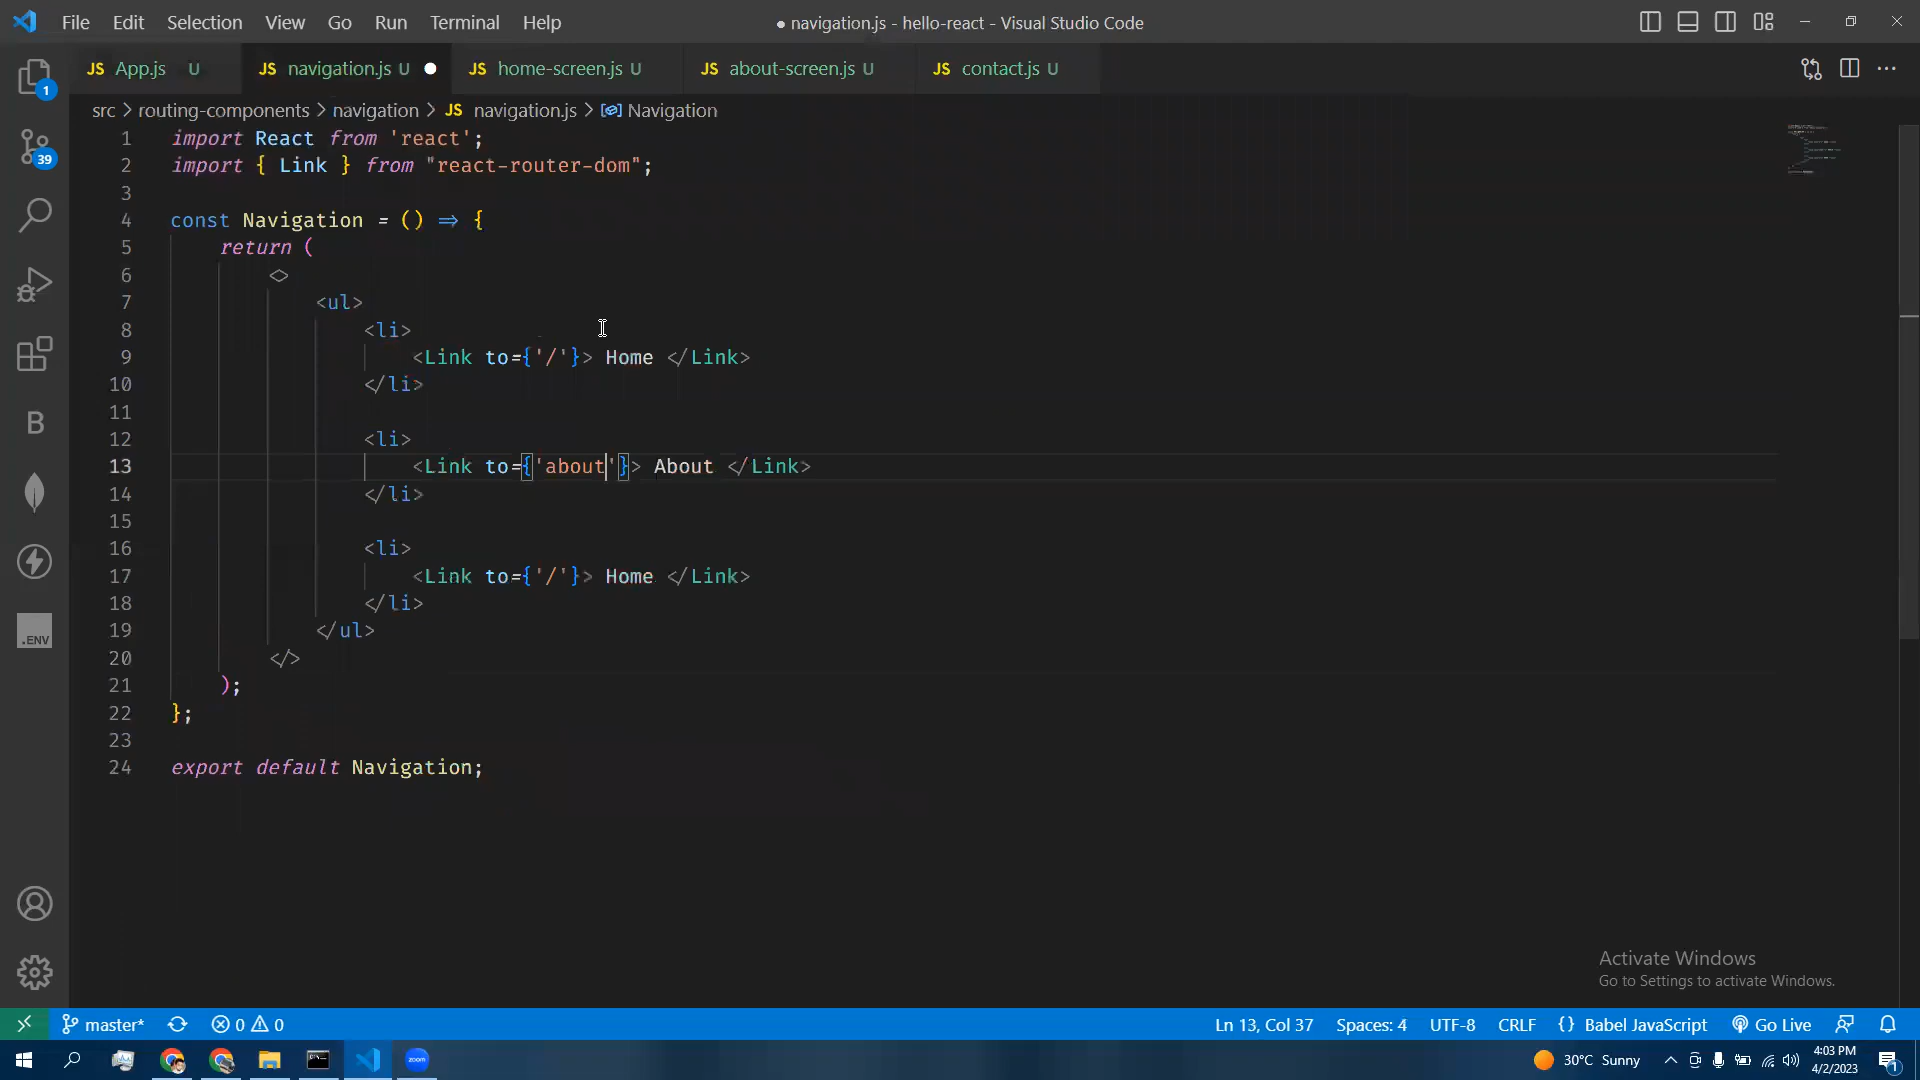 File Edit Selection View Go Run Terminal Help
● navigation.js - hello-react - Visual Studio Code
JS App.js U
JS navigation.js U ●
JS home-screen.js U
JS about-screen.js U
JS contact.js U
src > routing-components > navigation > JS navigation.js > Navigation
1 import React from 'react';
2 import { Link } from "react-router-dom";
3
4 const Navigation = () => {
5 return (
6 <>
7 <ul>
8 <li>
9 <Link to={'/'}> Home </Link>
10 </li>
11
12 <li>
13 <Link to={'about'}> About </Link>
14 </li>
15
16 <li>
17 <Link to={'/'}> Home </Link>
18 </li>
19 </ul>
20 </>
21 );
22 };
23
24 export default Navigation;
1
39
B
.ENV
Activate Windows
Go to Settings to activate Windows.
master* 0 0
Ln 13, Col 37 Spaces: 4 UTF-8 CRLF {} Babel JavaScript Go Live
zoom
30°C Sunny
4:03 PM
4/2/2023
1